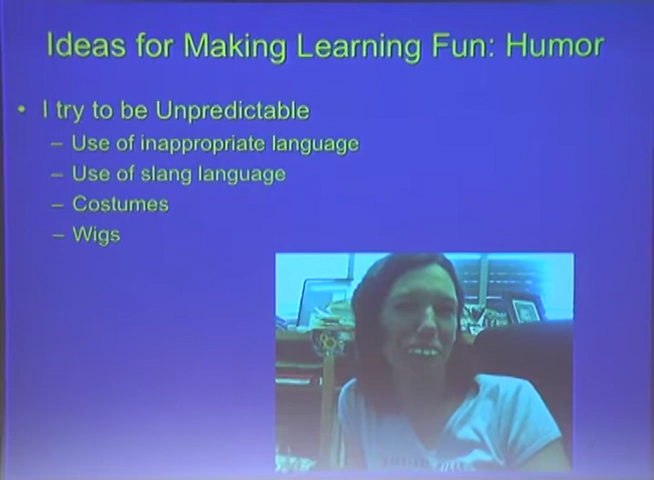 Ideas for Making Learning Fun: Humor
• I try to be Unpredictable
– Use of inappropriate language
– Use of slang language
– Costumes
– Wigs